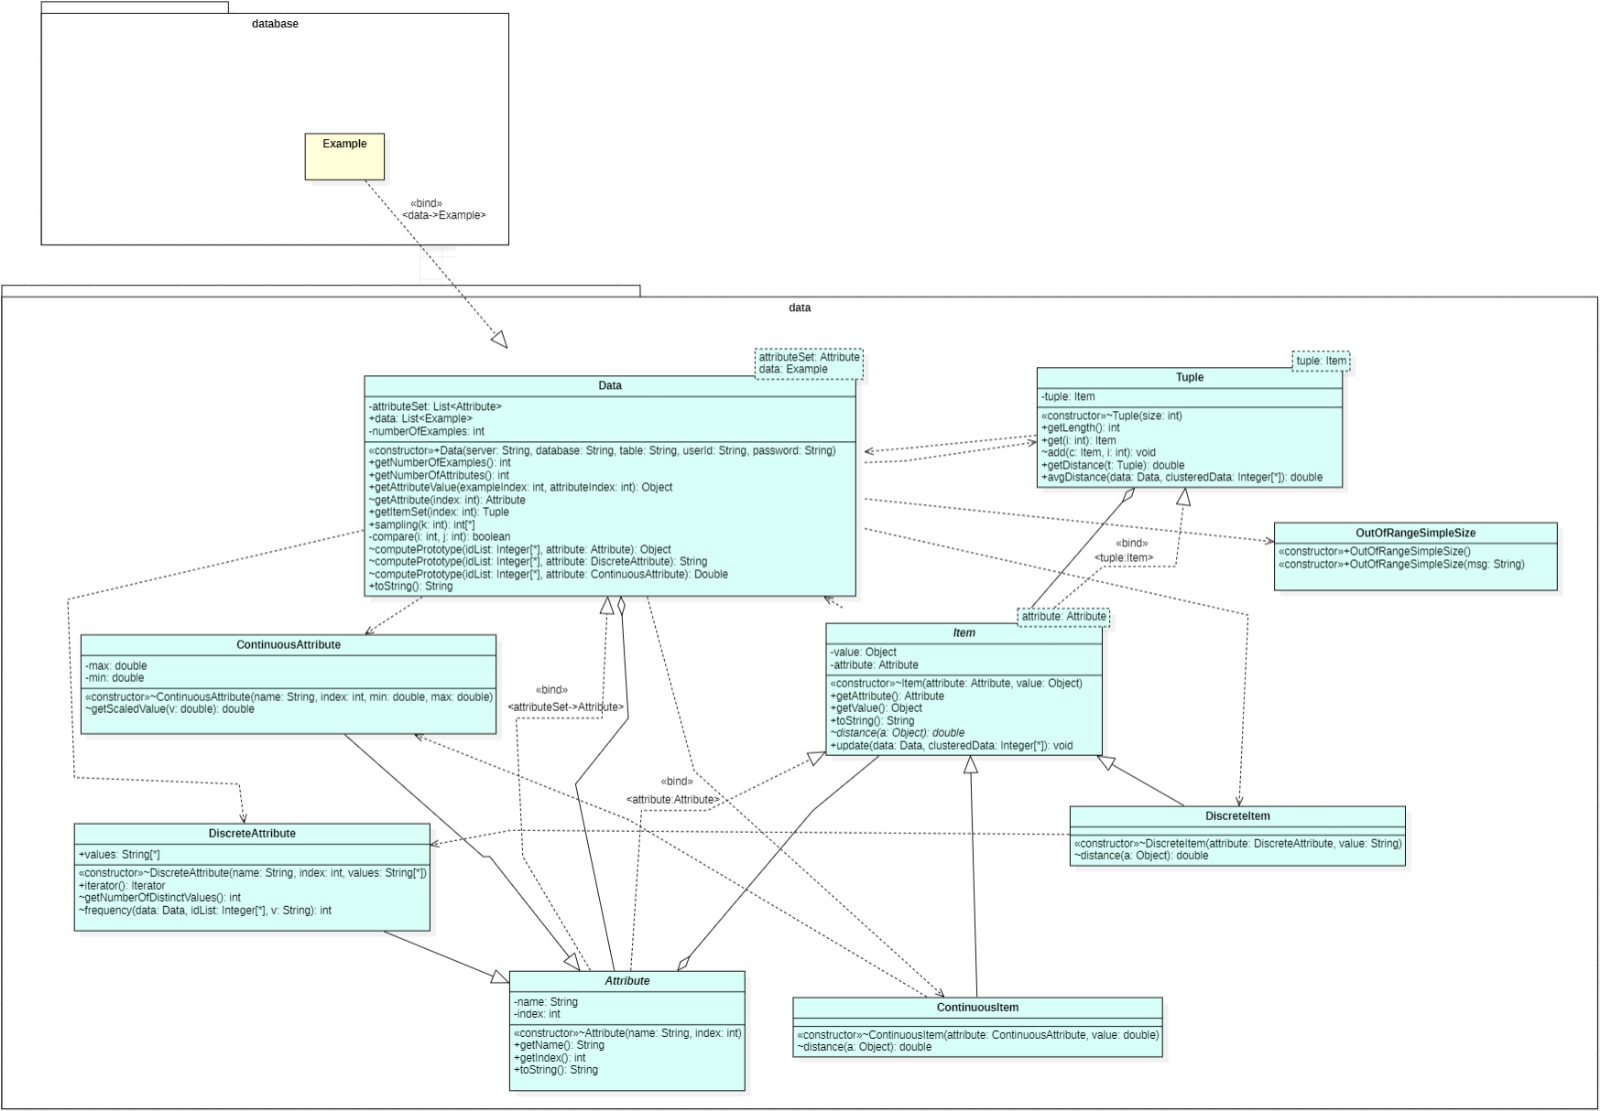 database
Example
«bind»
<data->Example>
data
attributeSet: Attribute
data: Example
Data
-attributeSet: List<Attribute>
+data: List<Example>
-numberOfExamples: int
«constructor»+Data(server: String, database: String, table: String, userId: String, password: String)
+getNumberOfExamples(): int
+getNumberOfAttributes(): int
+getAttributeValue(exampleIndex: int, attributeIndex: int): Object
~getAttribute(index: int): Attribute
+getItemSet(index: int): Tuple
+sampling(k: int): int[*]
-compare(i: int, j: int): boolean
~computePrototype(idList: Integer[*], attribute: Attribute): Object
~computePrototype(idList: Integer[*], attribute: DiscreteAttribute): String
~computePrototype(idList: Integer[*], attribute: ContinuousAttribute): Double
+toString(): String
tuple: Item
Tuple
-tuple: Item
«constructor»~Tuple(size: int)
+getLength(): int
+get(i: int): Item
~add(c: Item, i: int): void
+getDistance(t: Tuple): double
+avgDistance(data: Data, clusteredData: Integer[*]): double
OutOfRangeSimpleSize
«constructor»+OutOfRangeSimpleSize()
«constructor»+OutOfRangeSimpleSize(msg: String)
«bind»
<tuple:Item>
attribute: Attribute
Item
-value: Object
-attribute: Attribute
«constructor»~Item(attribute: Attribute, value: Object)
+getAttribute(): Attribute
+getValue(): Object
+toString(): String
~distance(a: Object): double
+update(data: Data, clusteredData: Integer[*]): void
ContinuousAttribute
-max: double
-min: double
«constructor»~ContinuousAttribute(name: String, index: int, min: double, max: double)
~getScaledValue(v: double): double
«bind»
<attributeSet->Attribute>
«bind»
<attribute:Attribute>
DiscreteAttribute
+values: String[*]
«constructor»~DiscreteAttribute(name: String, index: int, values: String[*])
+iterator(): Iterator
~getNumberOfDistinctValues(): int
~frequency(data: Data, idList: Integer[*], v: String): int
DiscreteItem
«constructor»~DiscreteItem(attribute: DiscreteAttribute, value: String)
~distance(a: Object): double
Attribute
-name: String
-index: int
«constructor»~Attribute(name: String, index: int)
+getName(): String
+getIndex(): int
+toString(): String
ContinuousItem
«constructor»~ContinuousItem(attribute: ContinuousAttribute, value: double)
~distance(a: Object): double